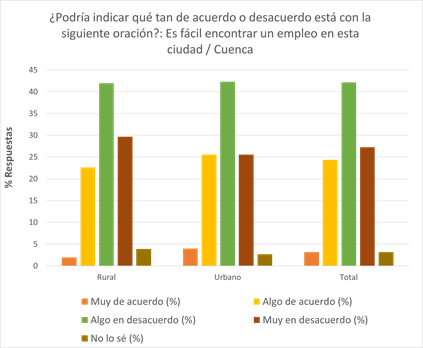 ¿Podría indicar qué tan de acuerdo o desacuerdo está con la
siguiente oración?: Es fácil encontrar un empleo en esta
ciudad / Cuenca
45
40
35
30
25
20
15
10
5
0
% Respuestas
Rural Urbano Total
Muy de acuerdo (%) Algo de acuerdo (%)
Algo en desacuerdo (%) Muy en desacuerdo (%)
No lo sé (%)